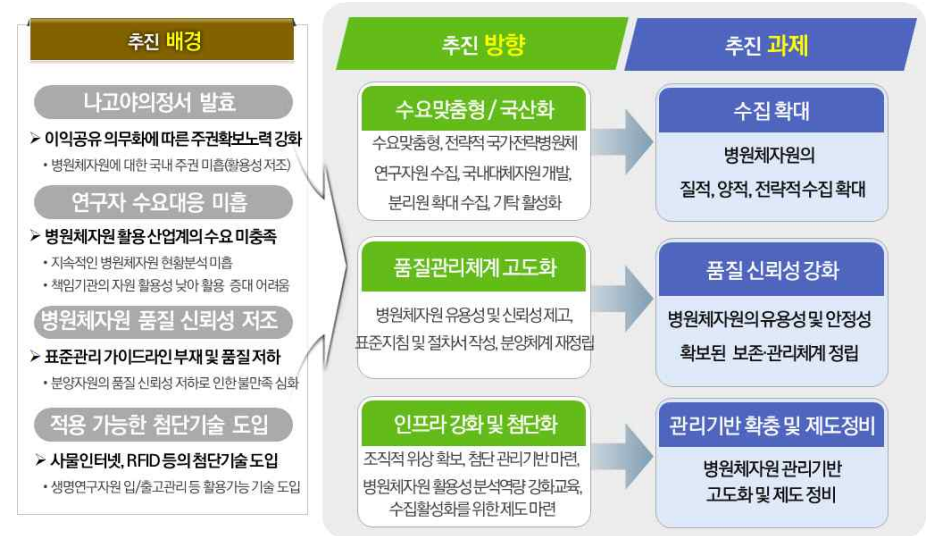 추진 배경
나고야의정서 발효
➢ 이익공유 의무화에 따른 주권확보노력 강화
• 병원체자원에 대한 국내 주권 미흡(활용성 저조)
연구자 수요대응 미흡
➢ 병원체자원 활용 산업계의 수요 미충족
• 지속적인 병원체자원 현황분석 미흡
• 책임기관의 자원 활용성 낮아 활용 증대 어려움
병원체자원 품질 신뢰성 저조
➢ 표준관리 가이드라인 부재 및 품질 저하
• 분양자원의 품질 신뢰성 저하로 인한 불만족 심화
적용 가능한 첨단기술 도입
➢ 사물인터넷, RFID 등의 첨단기술 도입
• 생명연구자원 입/출고관리 등 활용가능 기술 도입
추진 방향
수요맞춤형 / 국산화
수요맞춤형, 전략적 국가전략병원체
연구자원 수집, 국내대체자원 개발,
분리원 확대 수집, 기탁 활성화
품질관리체계 고도화
병원체자원 유용성 및 신뢰성 제고,
표준지침 및 절차서 작성, 분양체계 재정립
인프라 강화 및 첨단화
조직적 위상 확보, 첨단 관리기반 마련,
병원체자원 활용성 분석역량 강화교육,
수집활성화를 위한 제도 마련
추진 과제
수집 확대
병원체자원의
질적, 양적, 전략적 수집 확대
품질 신뢰성 강화
병원체자원의 유용성 및 안정성
확보된 보존·관리체계 정립
관리기반 확충 및 제도정비
병원체자원 관리기반
고도화 및 제도 정비